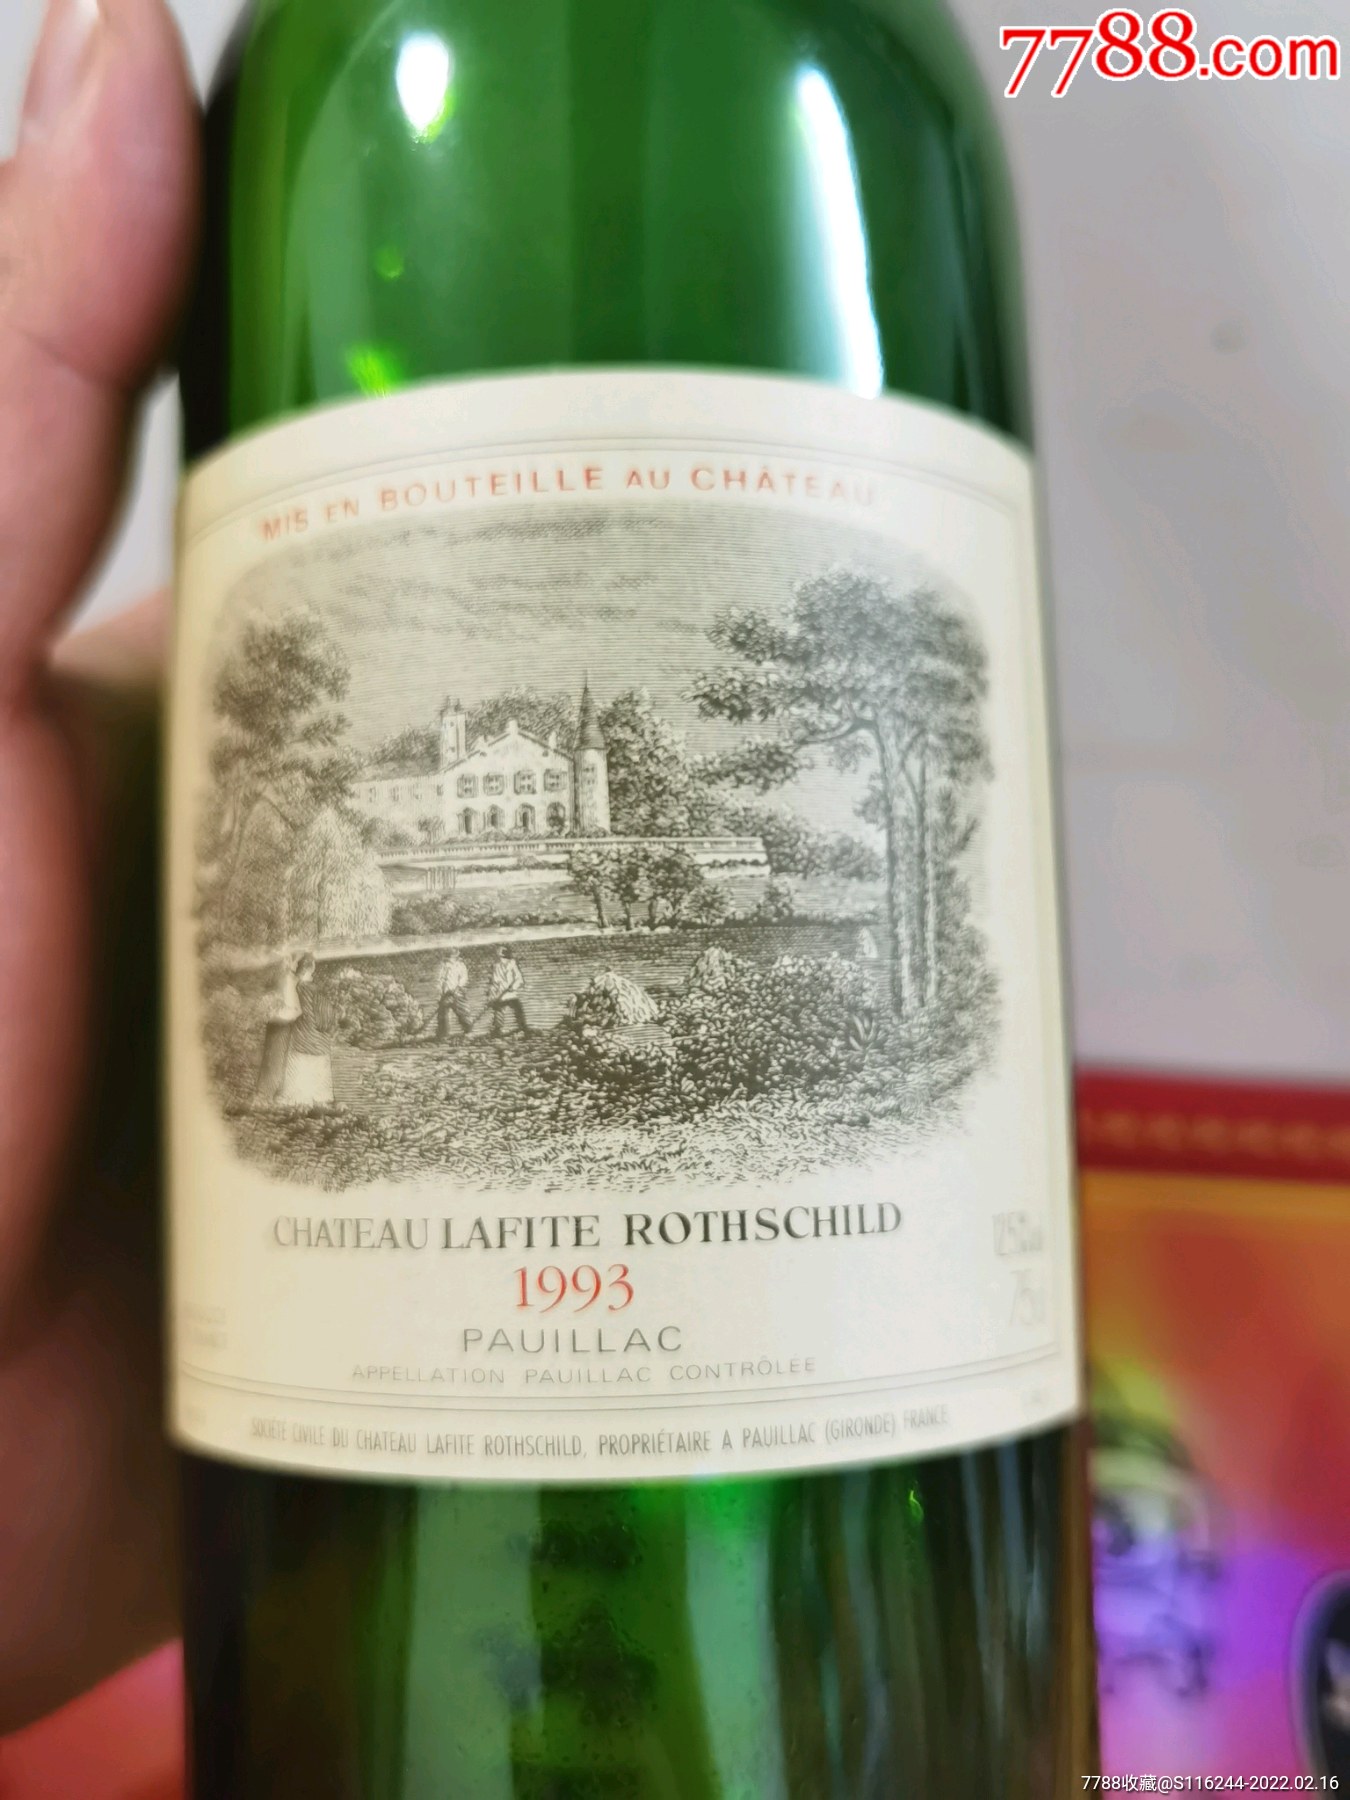 7788.com
MIS EN BOUTEILLE AU CHÂTEAU
CHATEAU LAFITE ROTHSCHILD
1993
PAUILLAC
APPELLATION PAUILLAC CONTRÔLÉE
SOCIÉTÉ CIVILE DU CHATEAU LAFITE ROTHSCHILD, PROPRIÉTAIRE A PAUILLAC (GIRONDE) FRANCE
7788收藏@S116244-2022.02.16